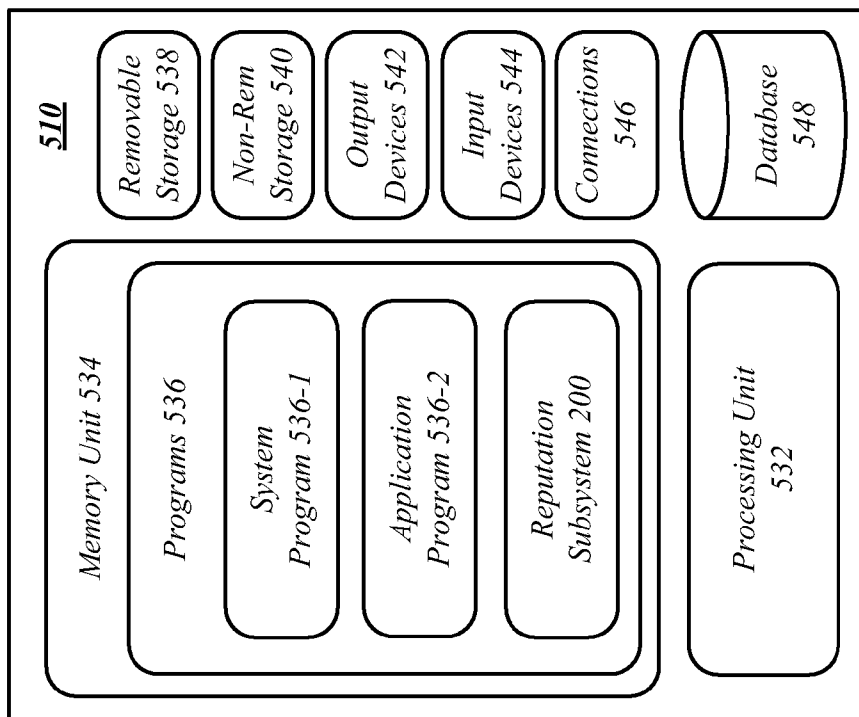 510
Memory Unit 534
Programs 536
System
Program 536-1
Application
Program 536-2
Reputation
Subsystem 200
Processing Unit
532
Removable
Storage 538
Non-Rem
Storage 540
Output
Devices 542
Input
Devices 544
Connections
546
Database
548